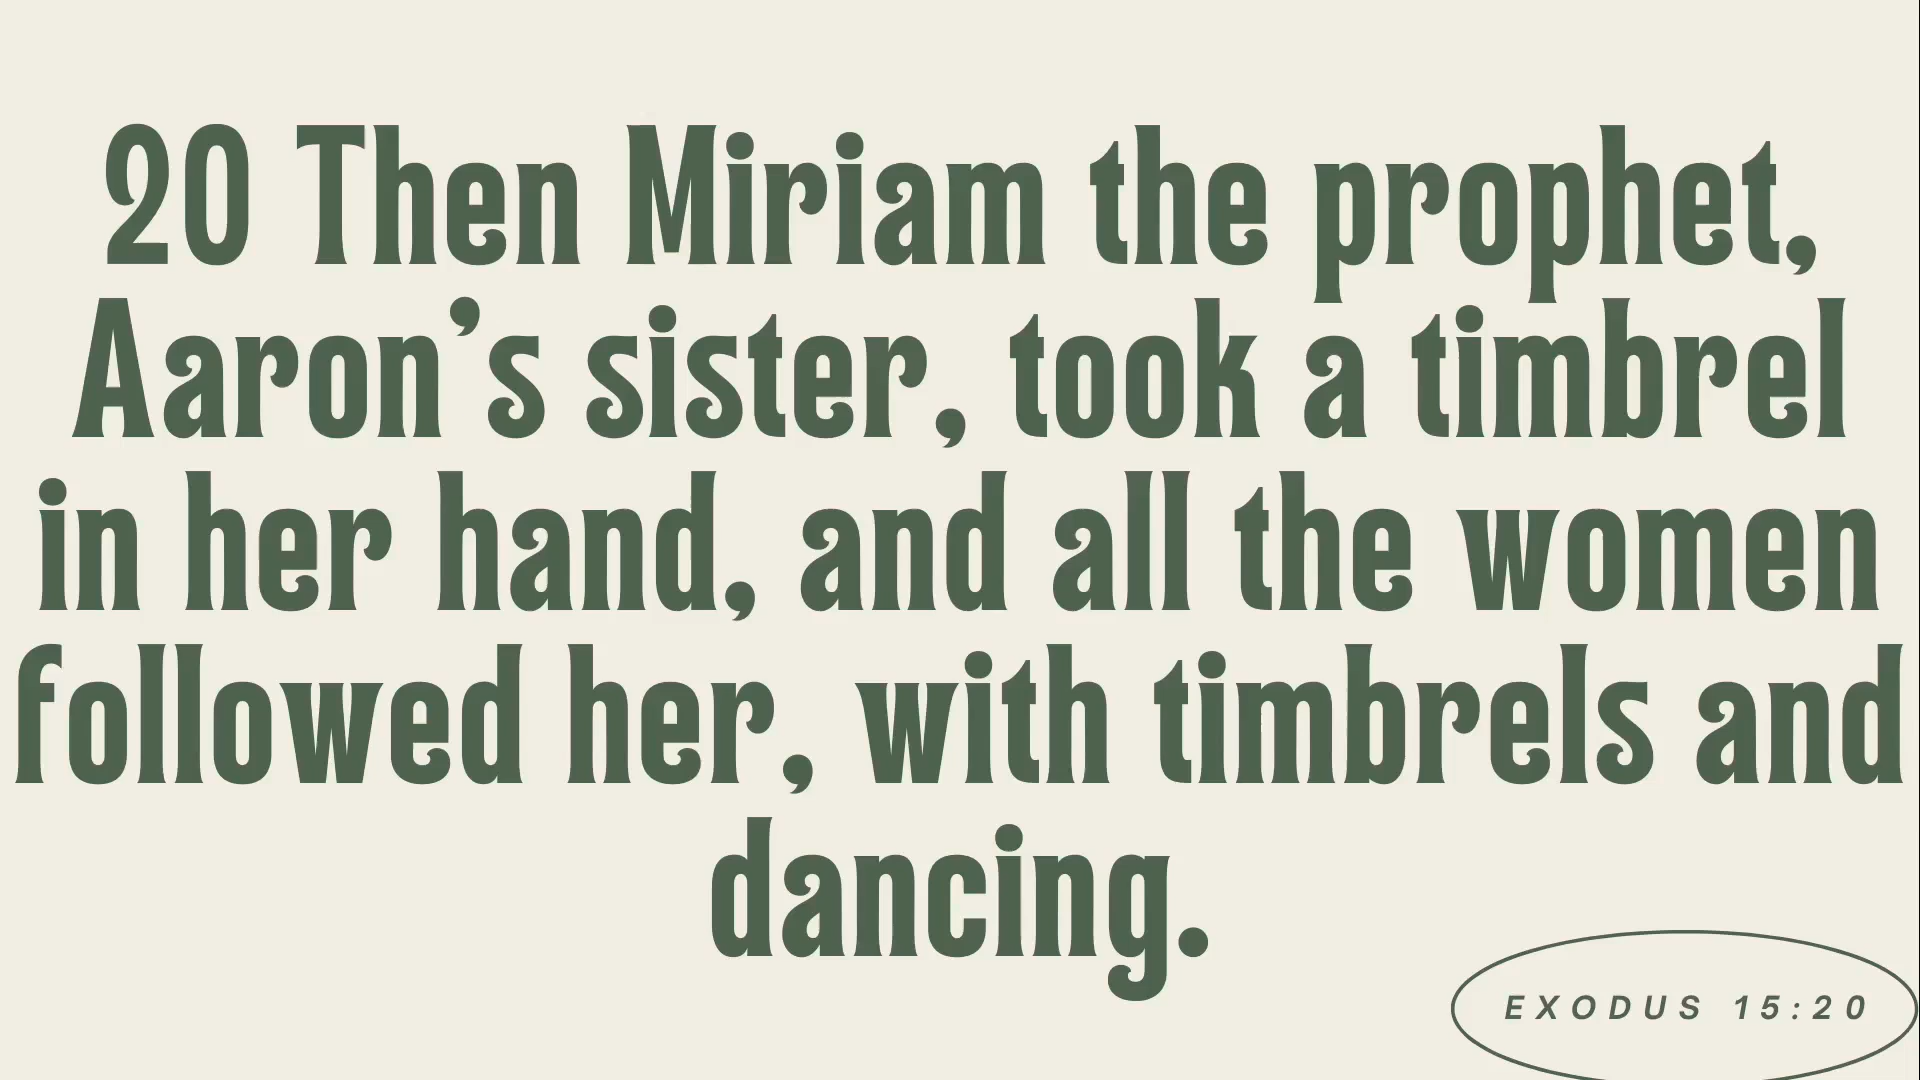 20 Then Miriam the prophet,
Aaron’s sister, took a timbrel
in her hand, and all the women
followed her, with timbrels and
dancing.
EXODUS 15:20